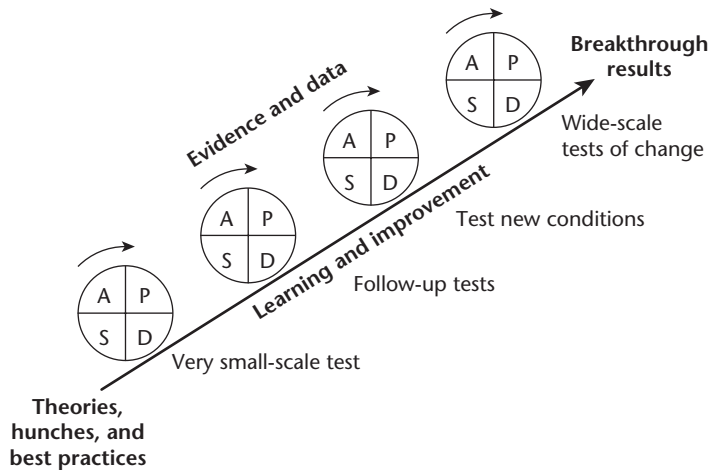 A P
S D
Breakthrough
results
Evidence and data
A P
S D
Wide-scale
tests of change
A P
S D
Learning and improvement
Test new conditions
A P
S D
Follow-up tests
Very small-scale test
Theories,
hunches, and
best practices